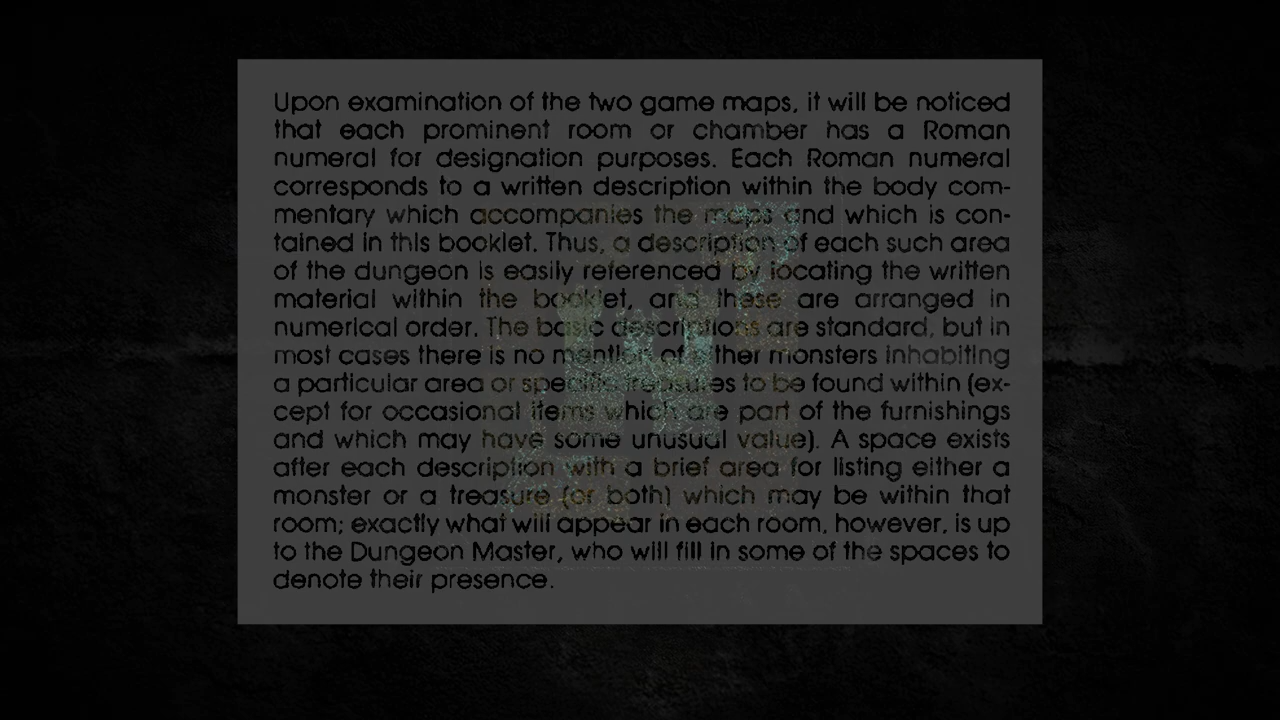 Upon examination of the two game maps, it will be noticed
that each prominent room or chamber has a Roman
numeral for designation purposes. Each Roman numeral
corresponds to a written description within the body com-
mentary which accompanies the maps and which is con-
tained in this booklet. Thus, a description of each such area
of the dungeon is easily referenced by locating the written
material within the booklet, and these are arranged in
numerical order. The basic descriptions are standard, but in
most cases there is no mention of either monsters inhabiting
a particular area or specific treasures to be found within (ex-
cept for occasional items which are part of the furnishings
and which may have some unusual value). A space exists
after each description with a brief area for listing either a
monster or a treasure (or both) which may be within that
room; exactly what will appear in each room, however, is up
to the Dungeon Master, who will fill in some of the spaces to
denote their presence.